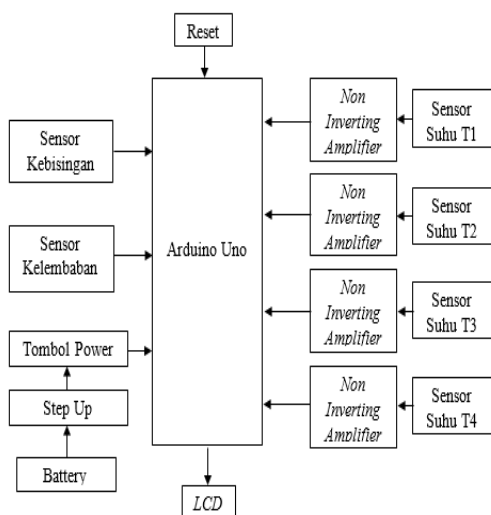 Reset
Sensor
Kebisingan
Sensor
Kelembaban
Tombol Power
Step Up
Battery
Arduino Uno
LCD
Non
Inverting
Amplifier
Sensor
Suhu T1
Non
Inverting
Amplifier
Sensor
Suhu T2
Non
Inverting
Amplifier
Sensor
Suhu T3
Non
Inverting
Amplifier
Sensor
Suhu T4